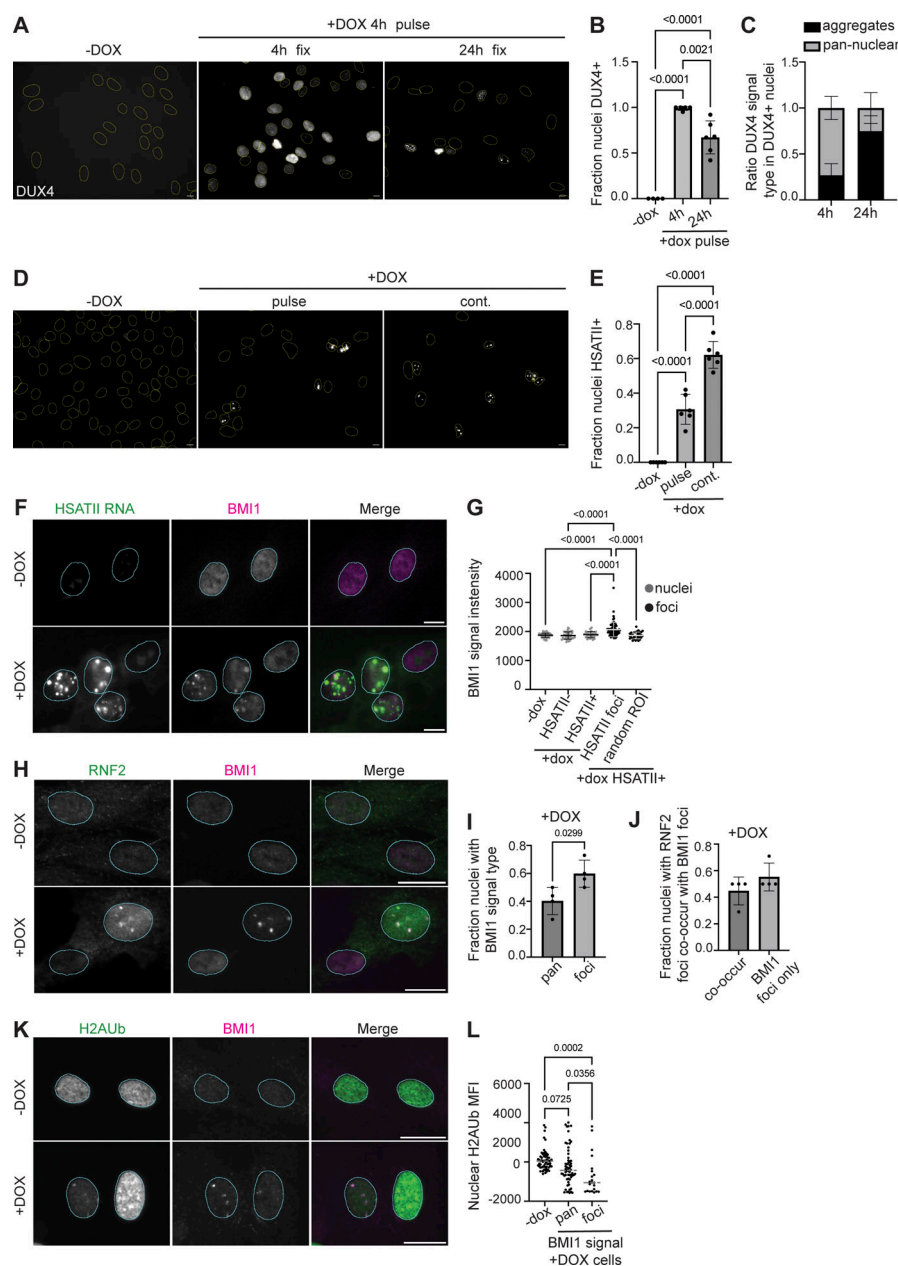 A
+DOX 4h pulse
-DOX
4h fix
24h fix
DUX4
B
<0.0001
0.0021
<0.0001
Fraction nuclei DUX4+
1.5
1.0
0.5
0.0
-dox
4h
24h
+dox pulse
C
aggregates
pan-nuclear
Ratio DUX4 signal
type in DUX4+ nuclei
1.5
1.0
0.5
0.0
4h
24h
D
+DOX
-DOX
pulse
cont.
E
<0.0001
<0.0001
<0.0001
Fraction nuclei HSATII+
0.8
0.6
0.4
0.2
0.0
-dox
pulse
cont.
+dox
F
HSATII RNA
BMI1
Merge
-DOX
+DOX
G
<0.0001
<0.0001
<0.0001
<0.0001
nuclei
foci
BMI1 signal instensity
4000
3000
2000
1000
0
-dox
HSATII-
HSATII+
HSATII foci
random ROI
+dox
+dox HSATII+
H
RNF2
BMI1
Merge
-DOX
+DOX
I
+DOX
0.0299
Fraction nuclei with
BMI1 signal type
0.8
0.6
0.4
0.2
0.0
pan
foci
J
+DOX
Fraction nuclei with RNF2
foci co-occur with BMI1 foci
0.8
0.6
0.4
0.2
0.0
co-occur
BMI1
foci only
K
H2AUb
BMI1
Merge
-DOX
+DOX
L
0.0002
0.0356
0.0725
Nuclear H2AUb MFI
6000
4000
2000
0
-2000
-dox
pan
foci
BMI1 signal
+DOX cells